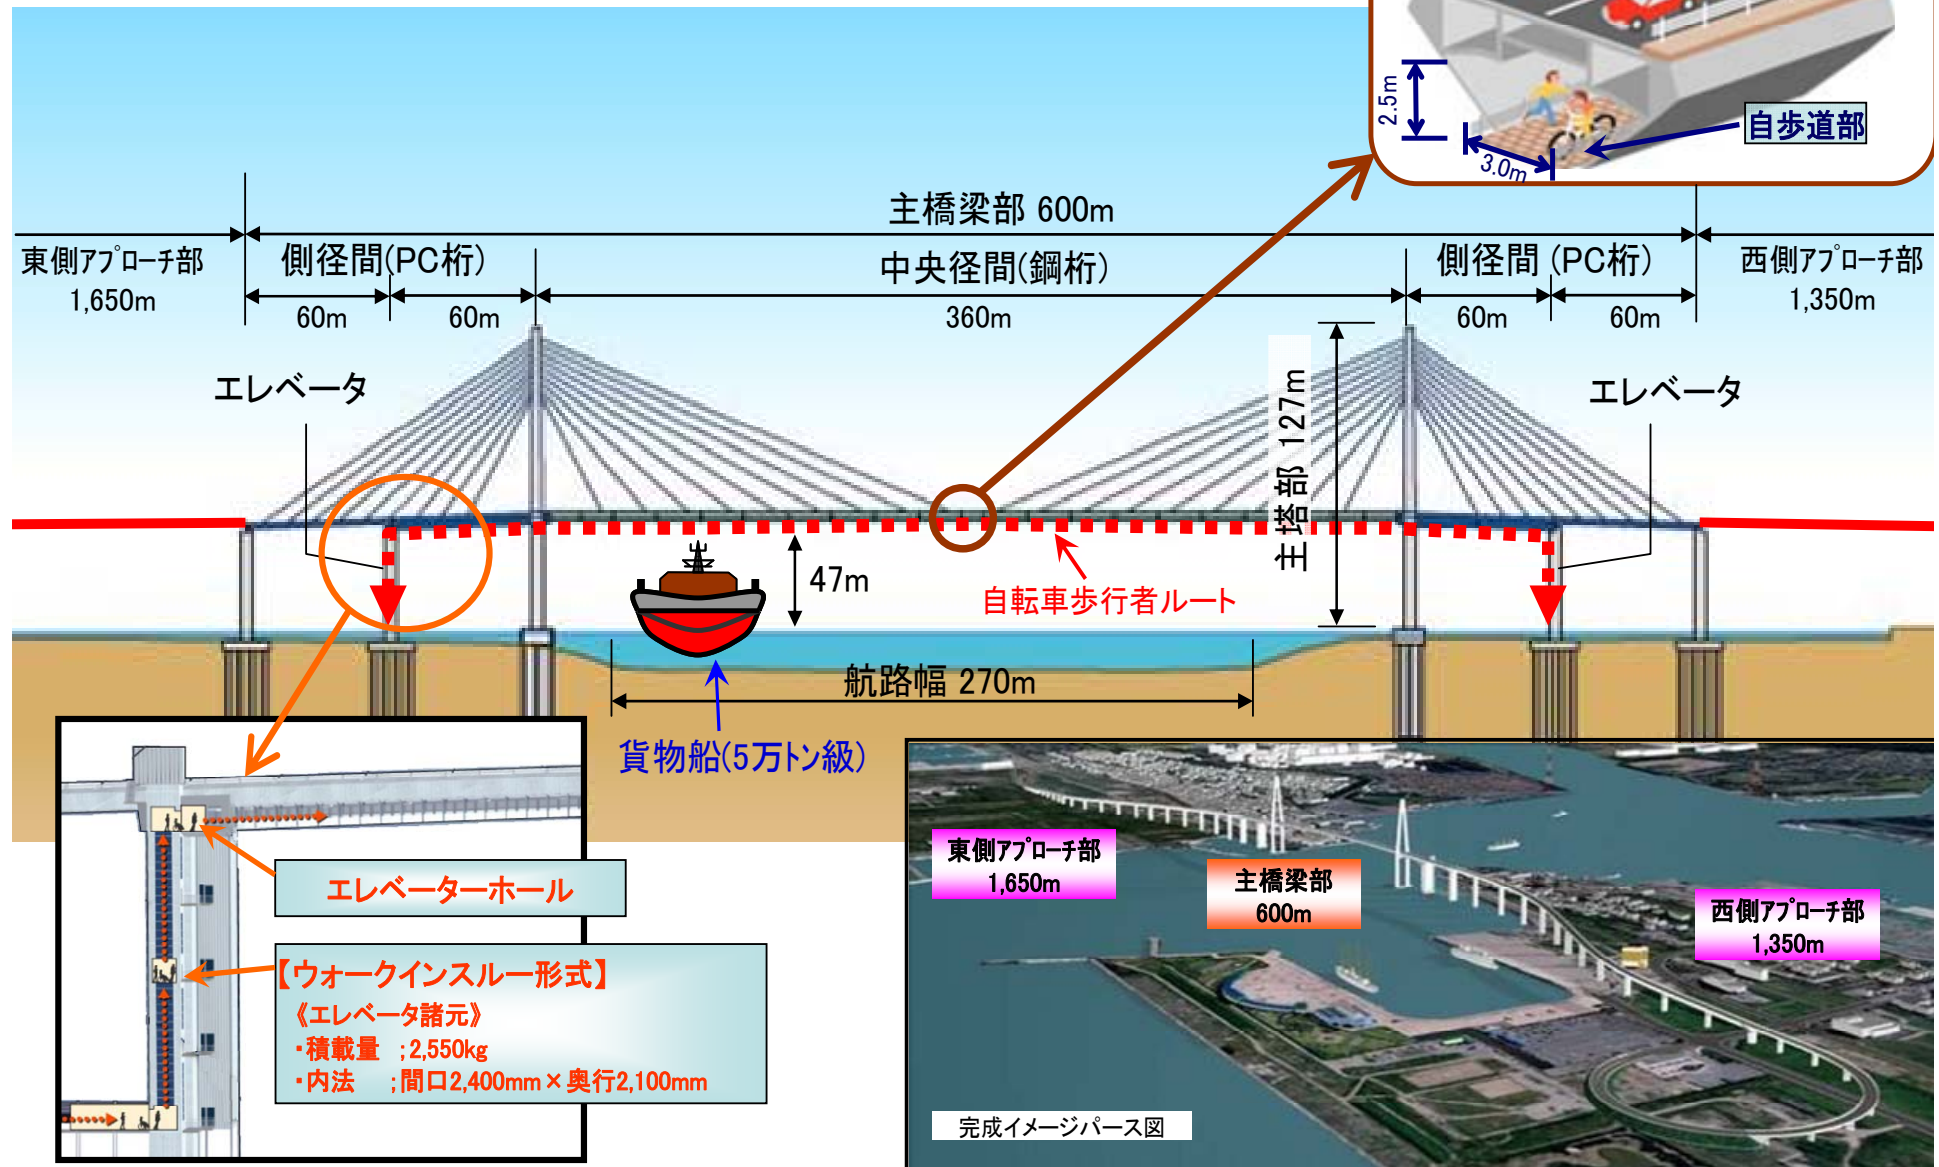 2.5m
3.0m
自歩道部
主橋梁部 600m
東側アプローチ部
1,650m
側径間(PC桁)
60m
60m
中央径間(鋼桁)
360m
側径間 (PC桁)
60m
60m
西側アプローチ部
1,350m
エレベータ
主塔部 127m
エレベータ
47m
自転車歩行者ルート
航路幅 270m
貨物船(5万トン級)
エレベーターホール
【ウォークインスルー形式】
《エレベータ諸元》
・積載量 ;2,550kg
・内法 ;間口2,400mm×奥行2,100mm
東側アプローチ部
1,650m
主橋梁部
600m
西側アプローチ部
1,350m
完成イメージパース図